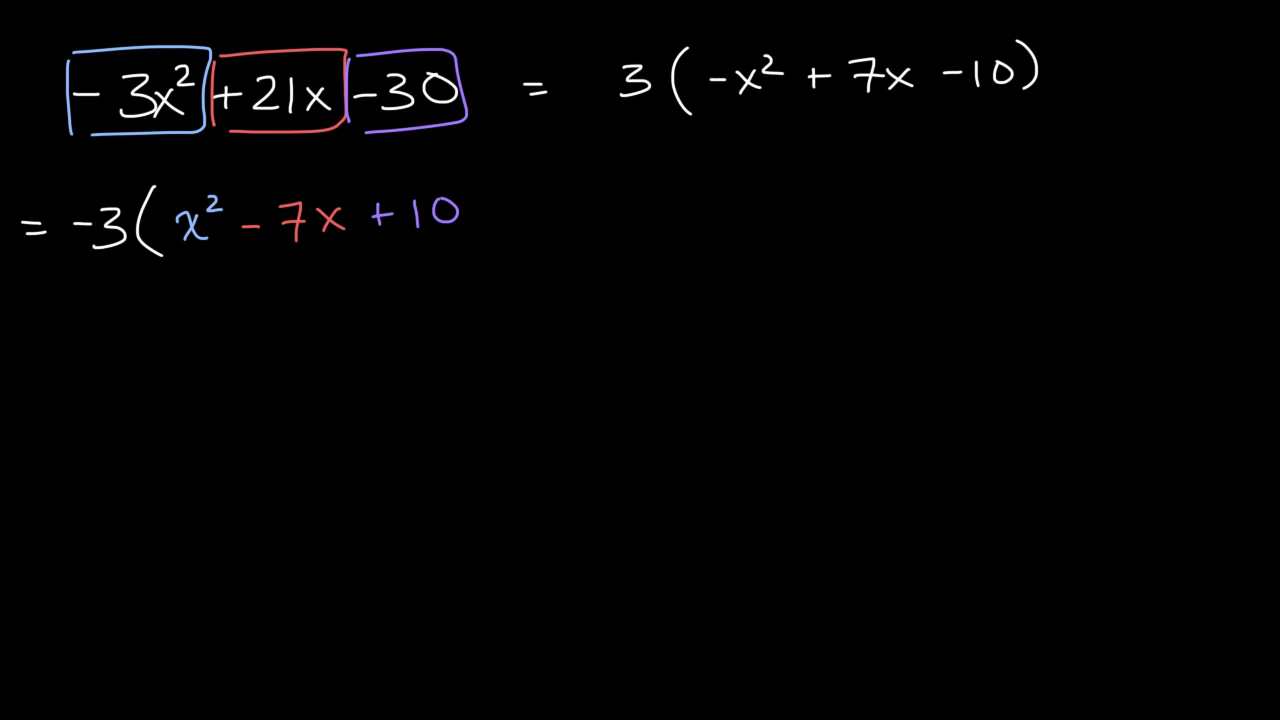 -3x² +21x -30 = 3(-x² + 7x -10)
= -3(x² - 7x +10